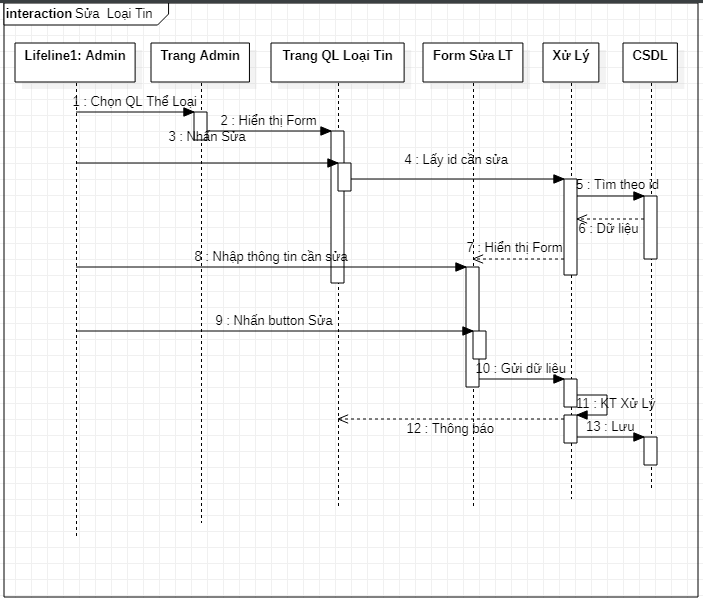 interaction Sửa Loại Tin
Lifeline1: Admin
Trang Admin
Trang QL Loại Tin
Form Sửa LT
Xử Lý
CSDL
1 : Chọn QL Thể Loại
2 : Hiển thị Form
3 : Nhấn Sửa
4 : Lấy id cần sửa
5 : Tìm theo id
6 : Dữ liệu
7 : Hiển thị Form
8 : Nhập thông tin cần sửa
9 : Nhấn button Sửa
10 : Gửi dữ liệu
11 : KT Xử Lý
12 : Thông báo
13 : Lưu